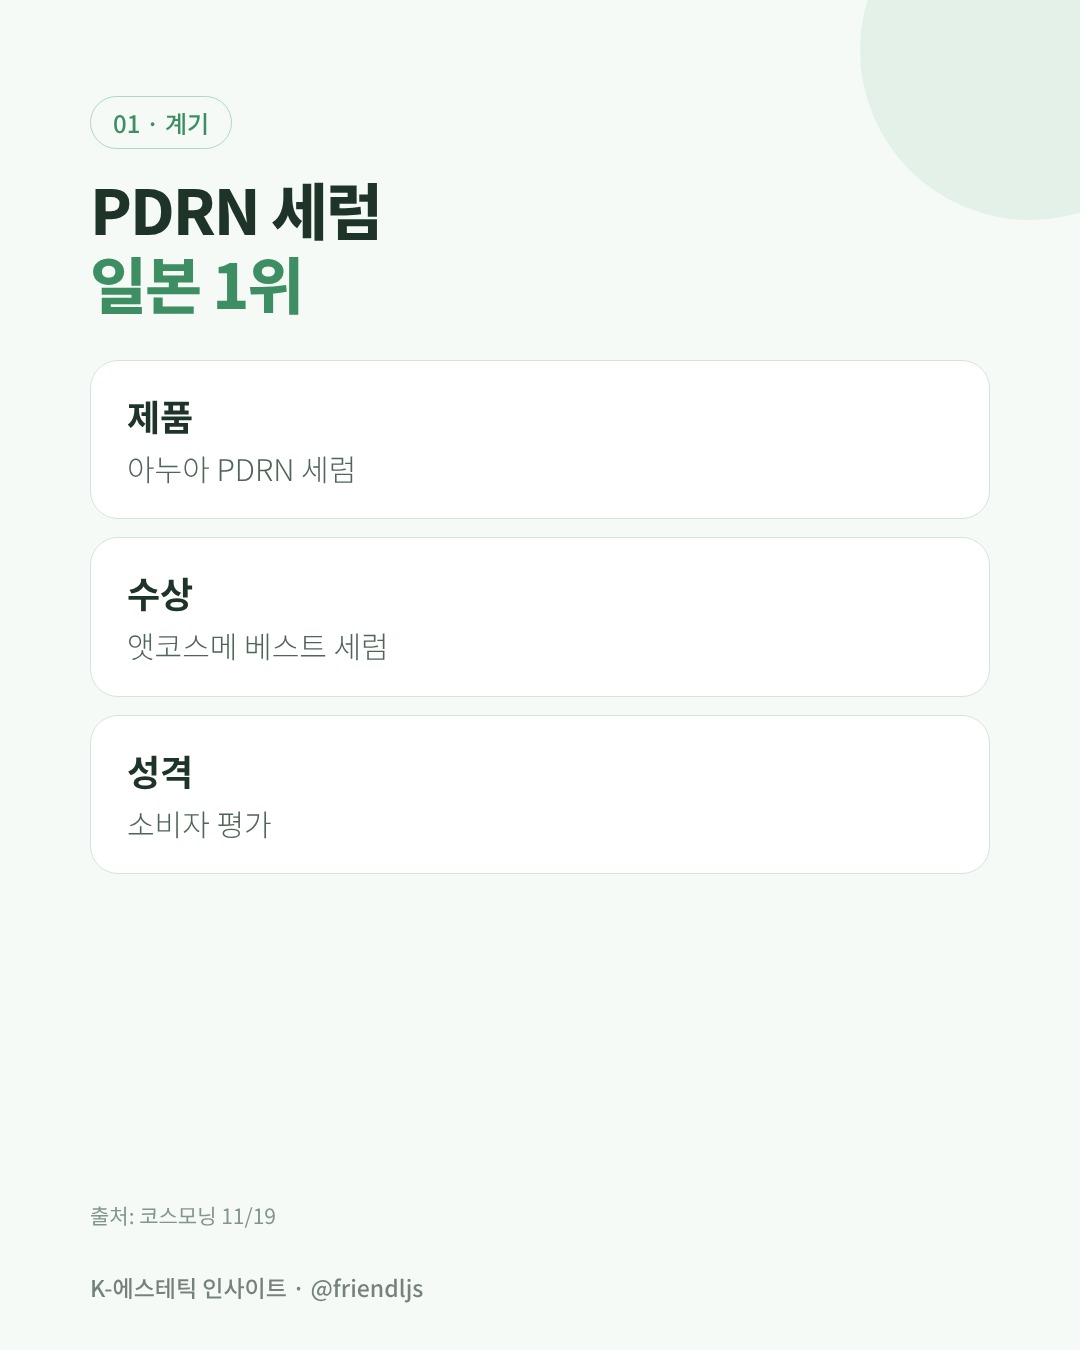 01 · 계기
PDRN 세럼
일본 1위
제품
아누아 PDRN 세럼
수상
앳코스메 베스트 세럼
성격
소비자 평가
출처: 코스모닝 11/19
K-에스테틱 인사이트 · @friendljs